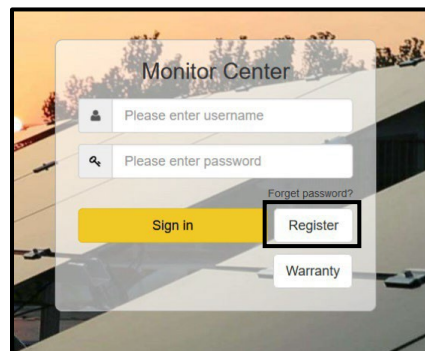 Monitor Center
Please enter username
Please enter password
Forget password?
Sign in
Register
Warranty